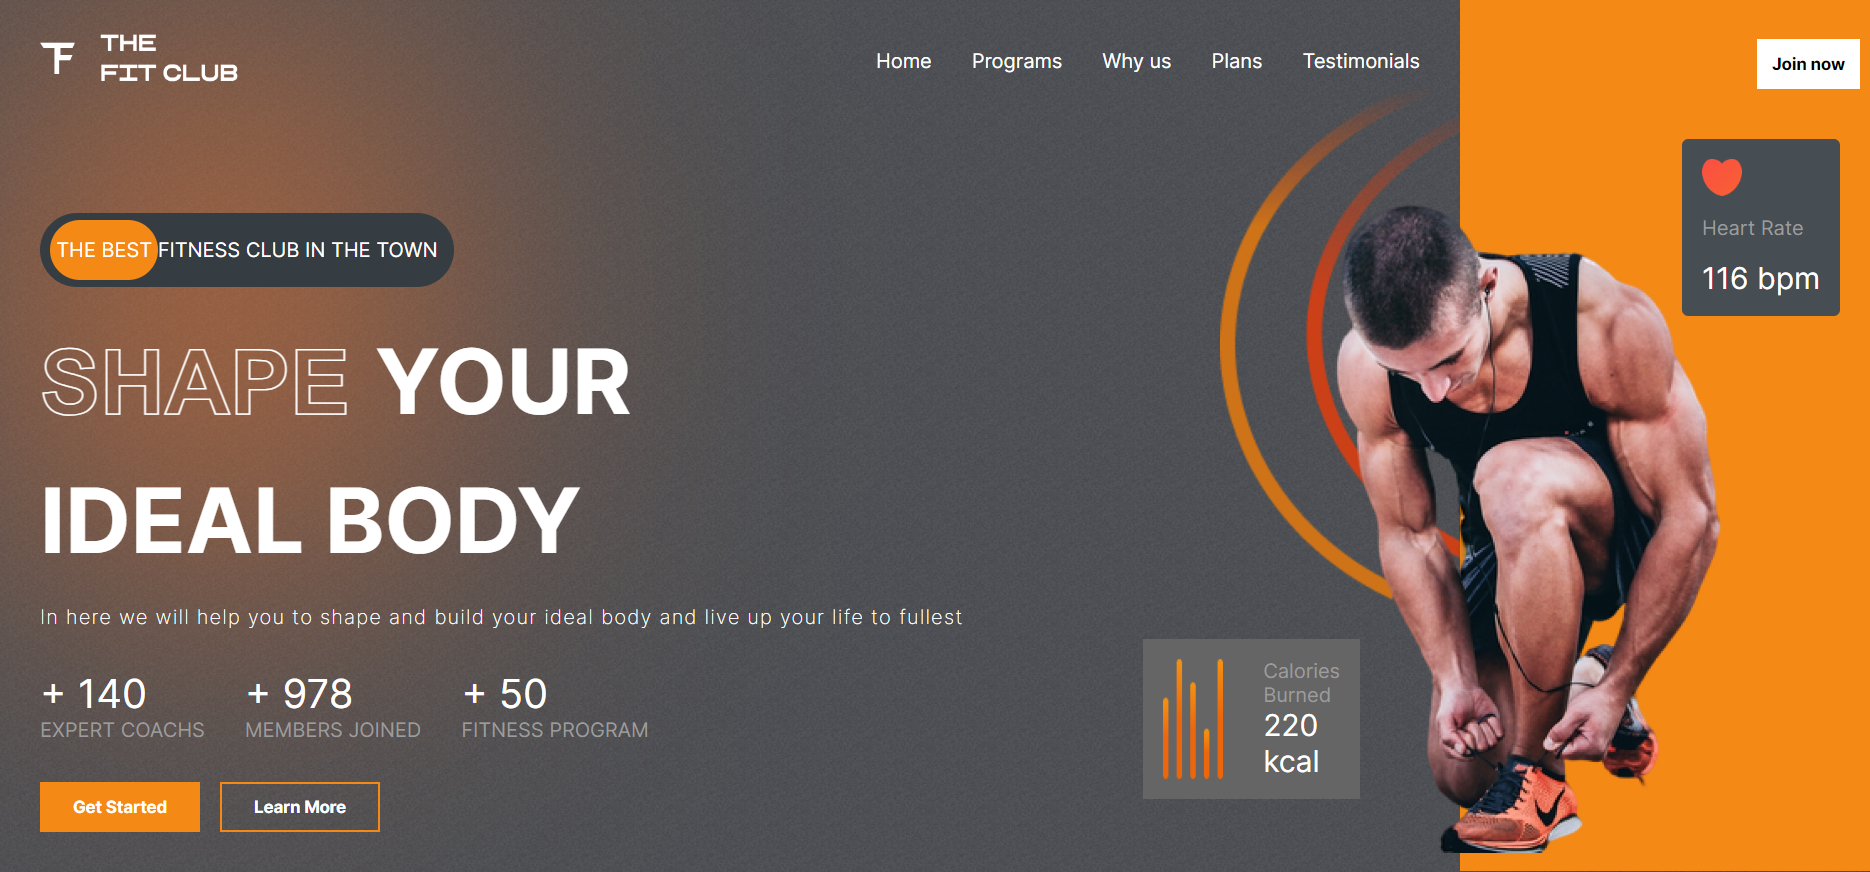 THE
FIT CLUB
Home Programs Why us Plans Testimonials
Join now
Heart Rate
116 bpm
THE BEST FITNESS CLUB IN THE TOWN
SHAPE YOUR
IDEAL BODY
In here we will help you to shape and build your ideal body and live up your life to fullest
+ 140 + 978 + 50
EXPERT COACHS MEMBERS JOINED FITNESS PROGRAM
Calories
Burned
220
kcal
Get Started Learn More